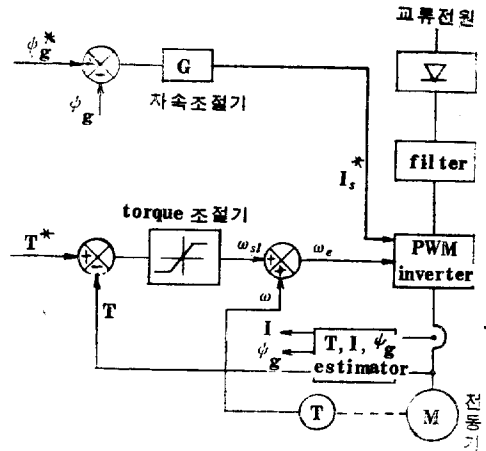 교류전원
ψg*
G
ψg
자속조절기
filter
Is*
torque 조절기
T*
ωsl
ωe
PWM
inverter
T
ω
I
ψg
T, I, ψg
estimator
T
M
전동기